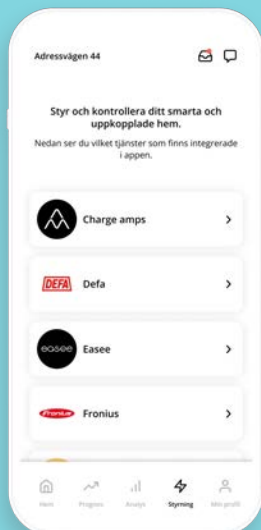 Adressvägen 44
Styr och kontrollera ditt smarta och
uppkopplade hem.
Nedan ser du vilket tjänster som finns integrerade
i appen.
Charge amps
DEFA Defa
easee Easee
Fronius Fronius
Hem Prognos Analys Styrning Min profil